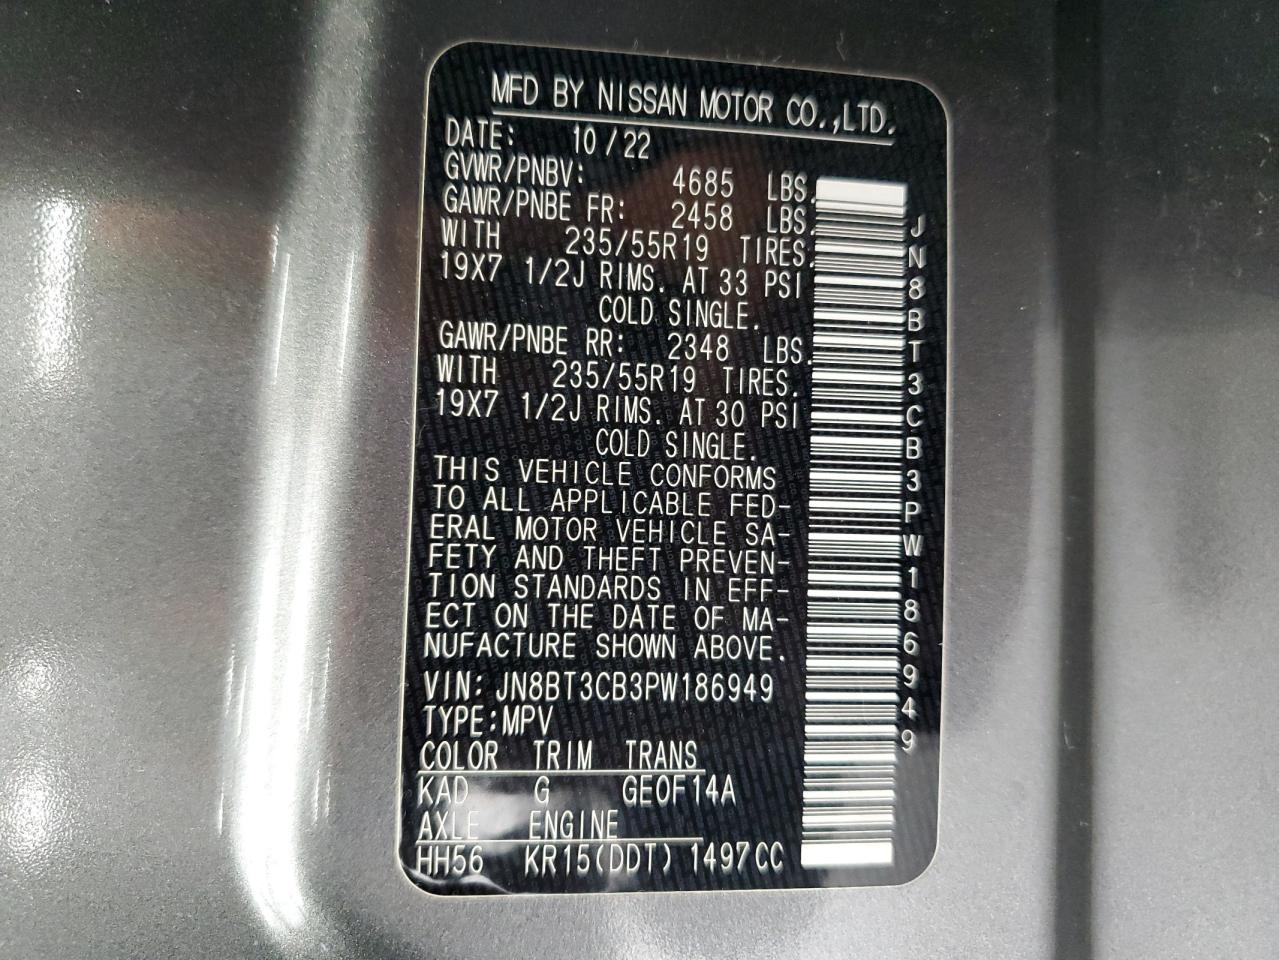 MFD BY NISSAN MOTOR CO.,LTD.
DATE: 10/22
GVWR/PNBV: 4685 LBS.
GAWR/PNBE FR: 2458 LBS.
WITH 235/55R19 TIRES.
19X7 1/2J RIMS. AT 33 PSI
COLD SINGLE.
GAWR/PNBE RR: 2348 LBS.
WITH 235/55R19 TIRES.
19X7 1/2J RIMS. AT 30 PSI
COLD SINGLE.
THIS VEHICLE CONFORMS
TO ALL APPLICABLE FED-
ERAL MOTOR VEHICLE SA-
FETY AND THEFT PREVEN-
TION STANDARDS IN EFF-
ECT ON THE DATE OF MA-
NUFACTURE SHOWN ABOVE.
VIN: JN8BT3CB3PW186949
TYPE:MPV
COLOR TRIM TRANS
KAD G GE0F14A
AXLE ENGINE
HH56 KR15(DDT) 1497CC
JN8BT3CB3PW186949